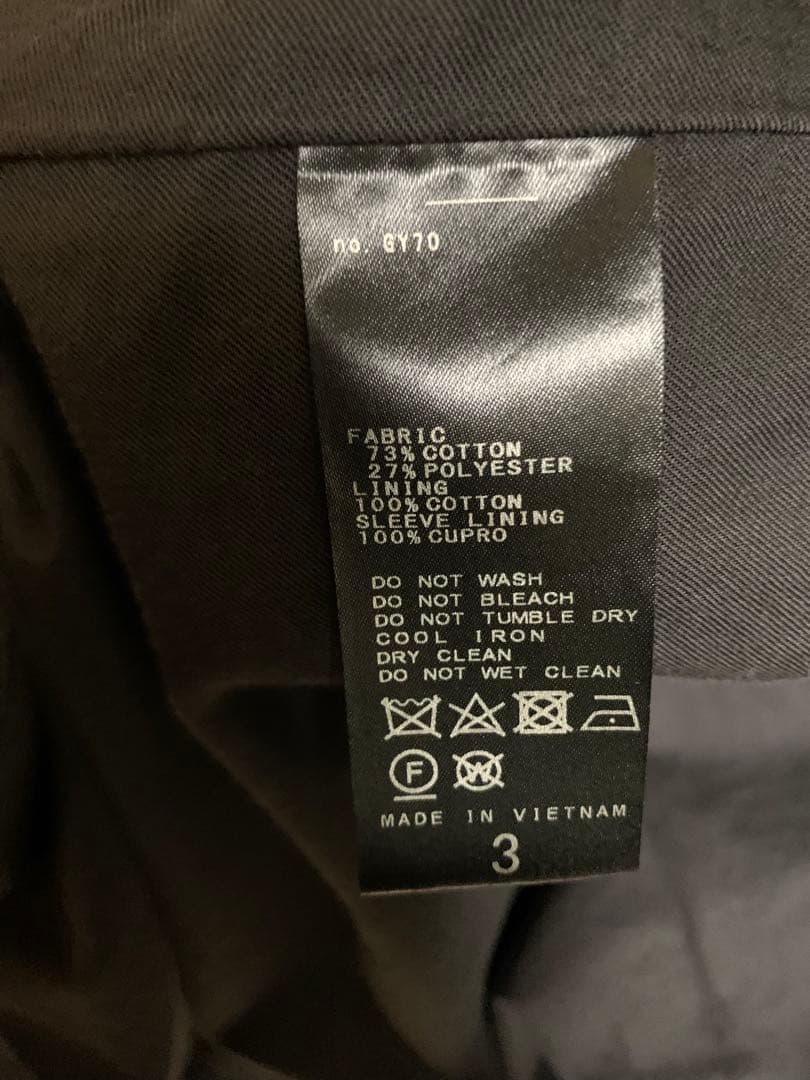 no. GY70
FABRIC
73% COTTON
27% POLYESTER
LINING
100% COTTON
SLEEVE LINING
100% CUPRO
DO NOT WASH
DO NOT BLEACH
DO NOT TUMBLE DRY
COOL IRON
DRY CLEAN
DO NOT WET CLEAN
F W
MADE IN VIETNAM
3